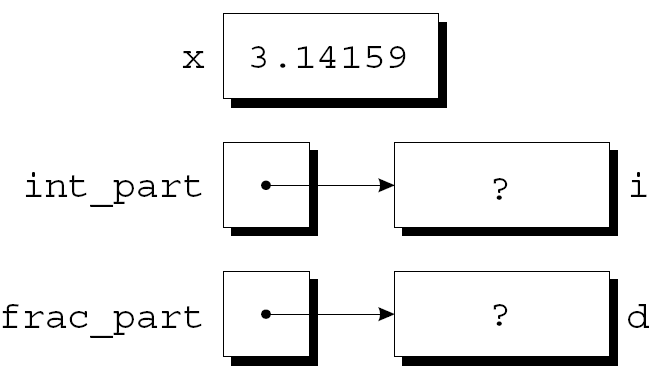 x 3.14159
int_part ? i
frac_part ? d